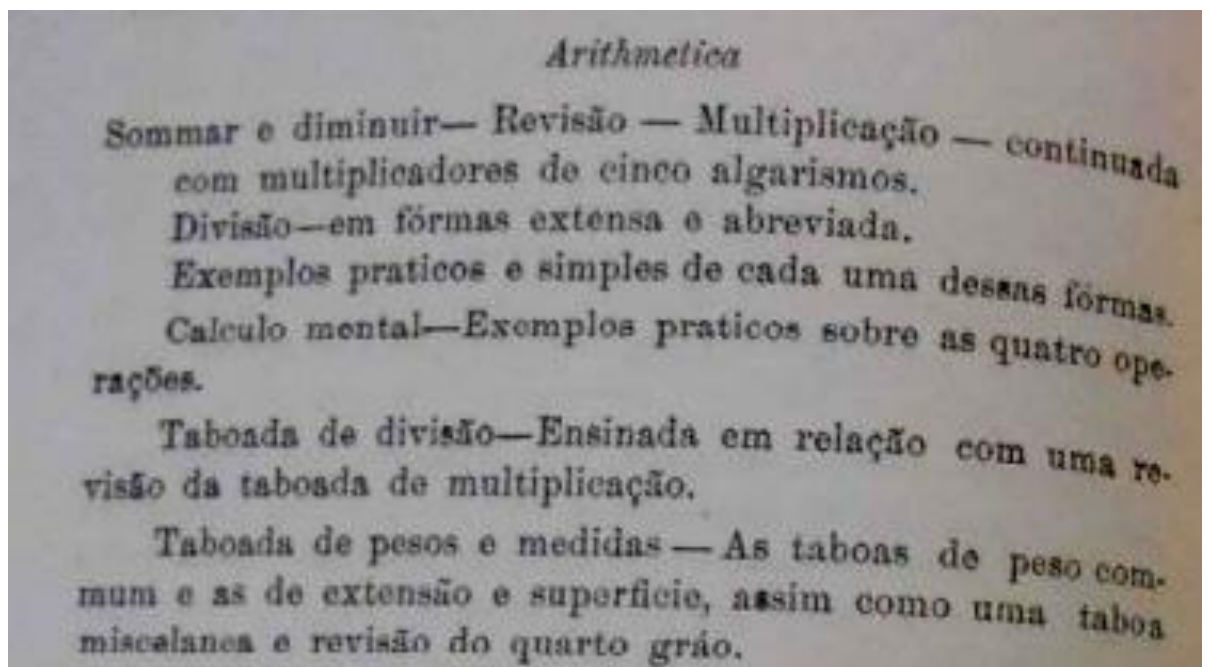 Arithmetica
Sommar e diminuir— Revisão — Multiplicação — continuada
com multiplicadores de cinco algarismos.
Divisão—em fórmas extensa e abreviada.
Exemplos praticos e simples de cada uma dessas fórmas.
Calculo mental—Exemplos praticos sobre as quatro ope-
rações.
Taboada de divisão—Ensinada em relação com uma re-
visão da taboada de multiplicação.
Taboada de pesos e medidas — As taboas de peso com-
mum e as de extensão e superficie, assim como uma taboa
miscelanea e revisão do quarto gráo.